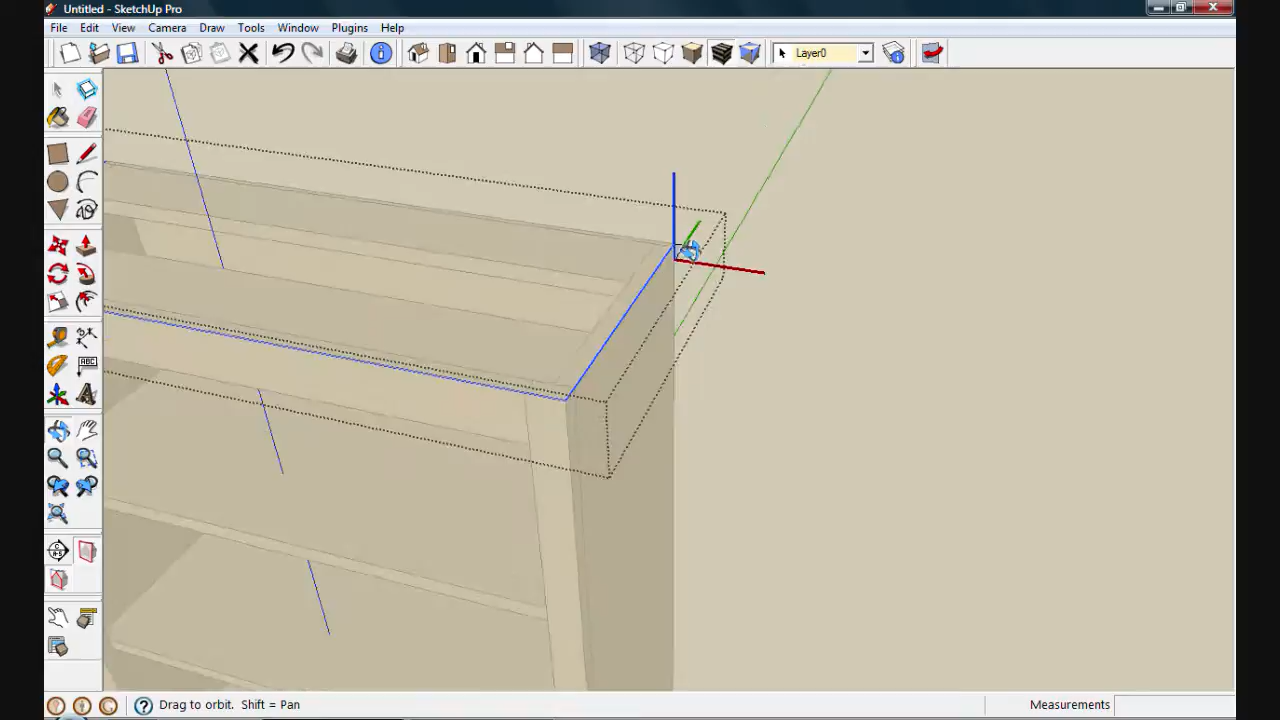 Untitled - SketchUp Pro
File Edit View Camera Draw Tools Window Plugins Help
Layer0
ABC
Drag to orbit. Shift = Pan
Measurements